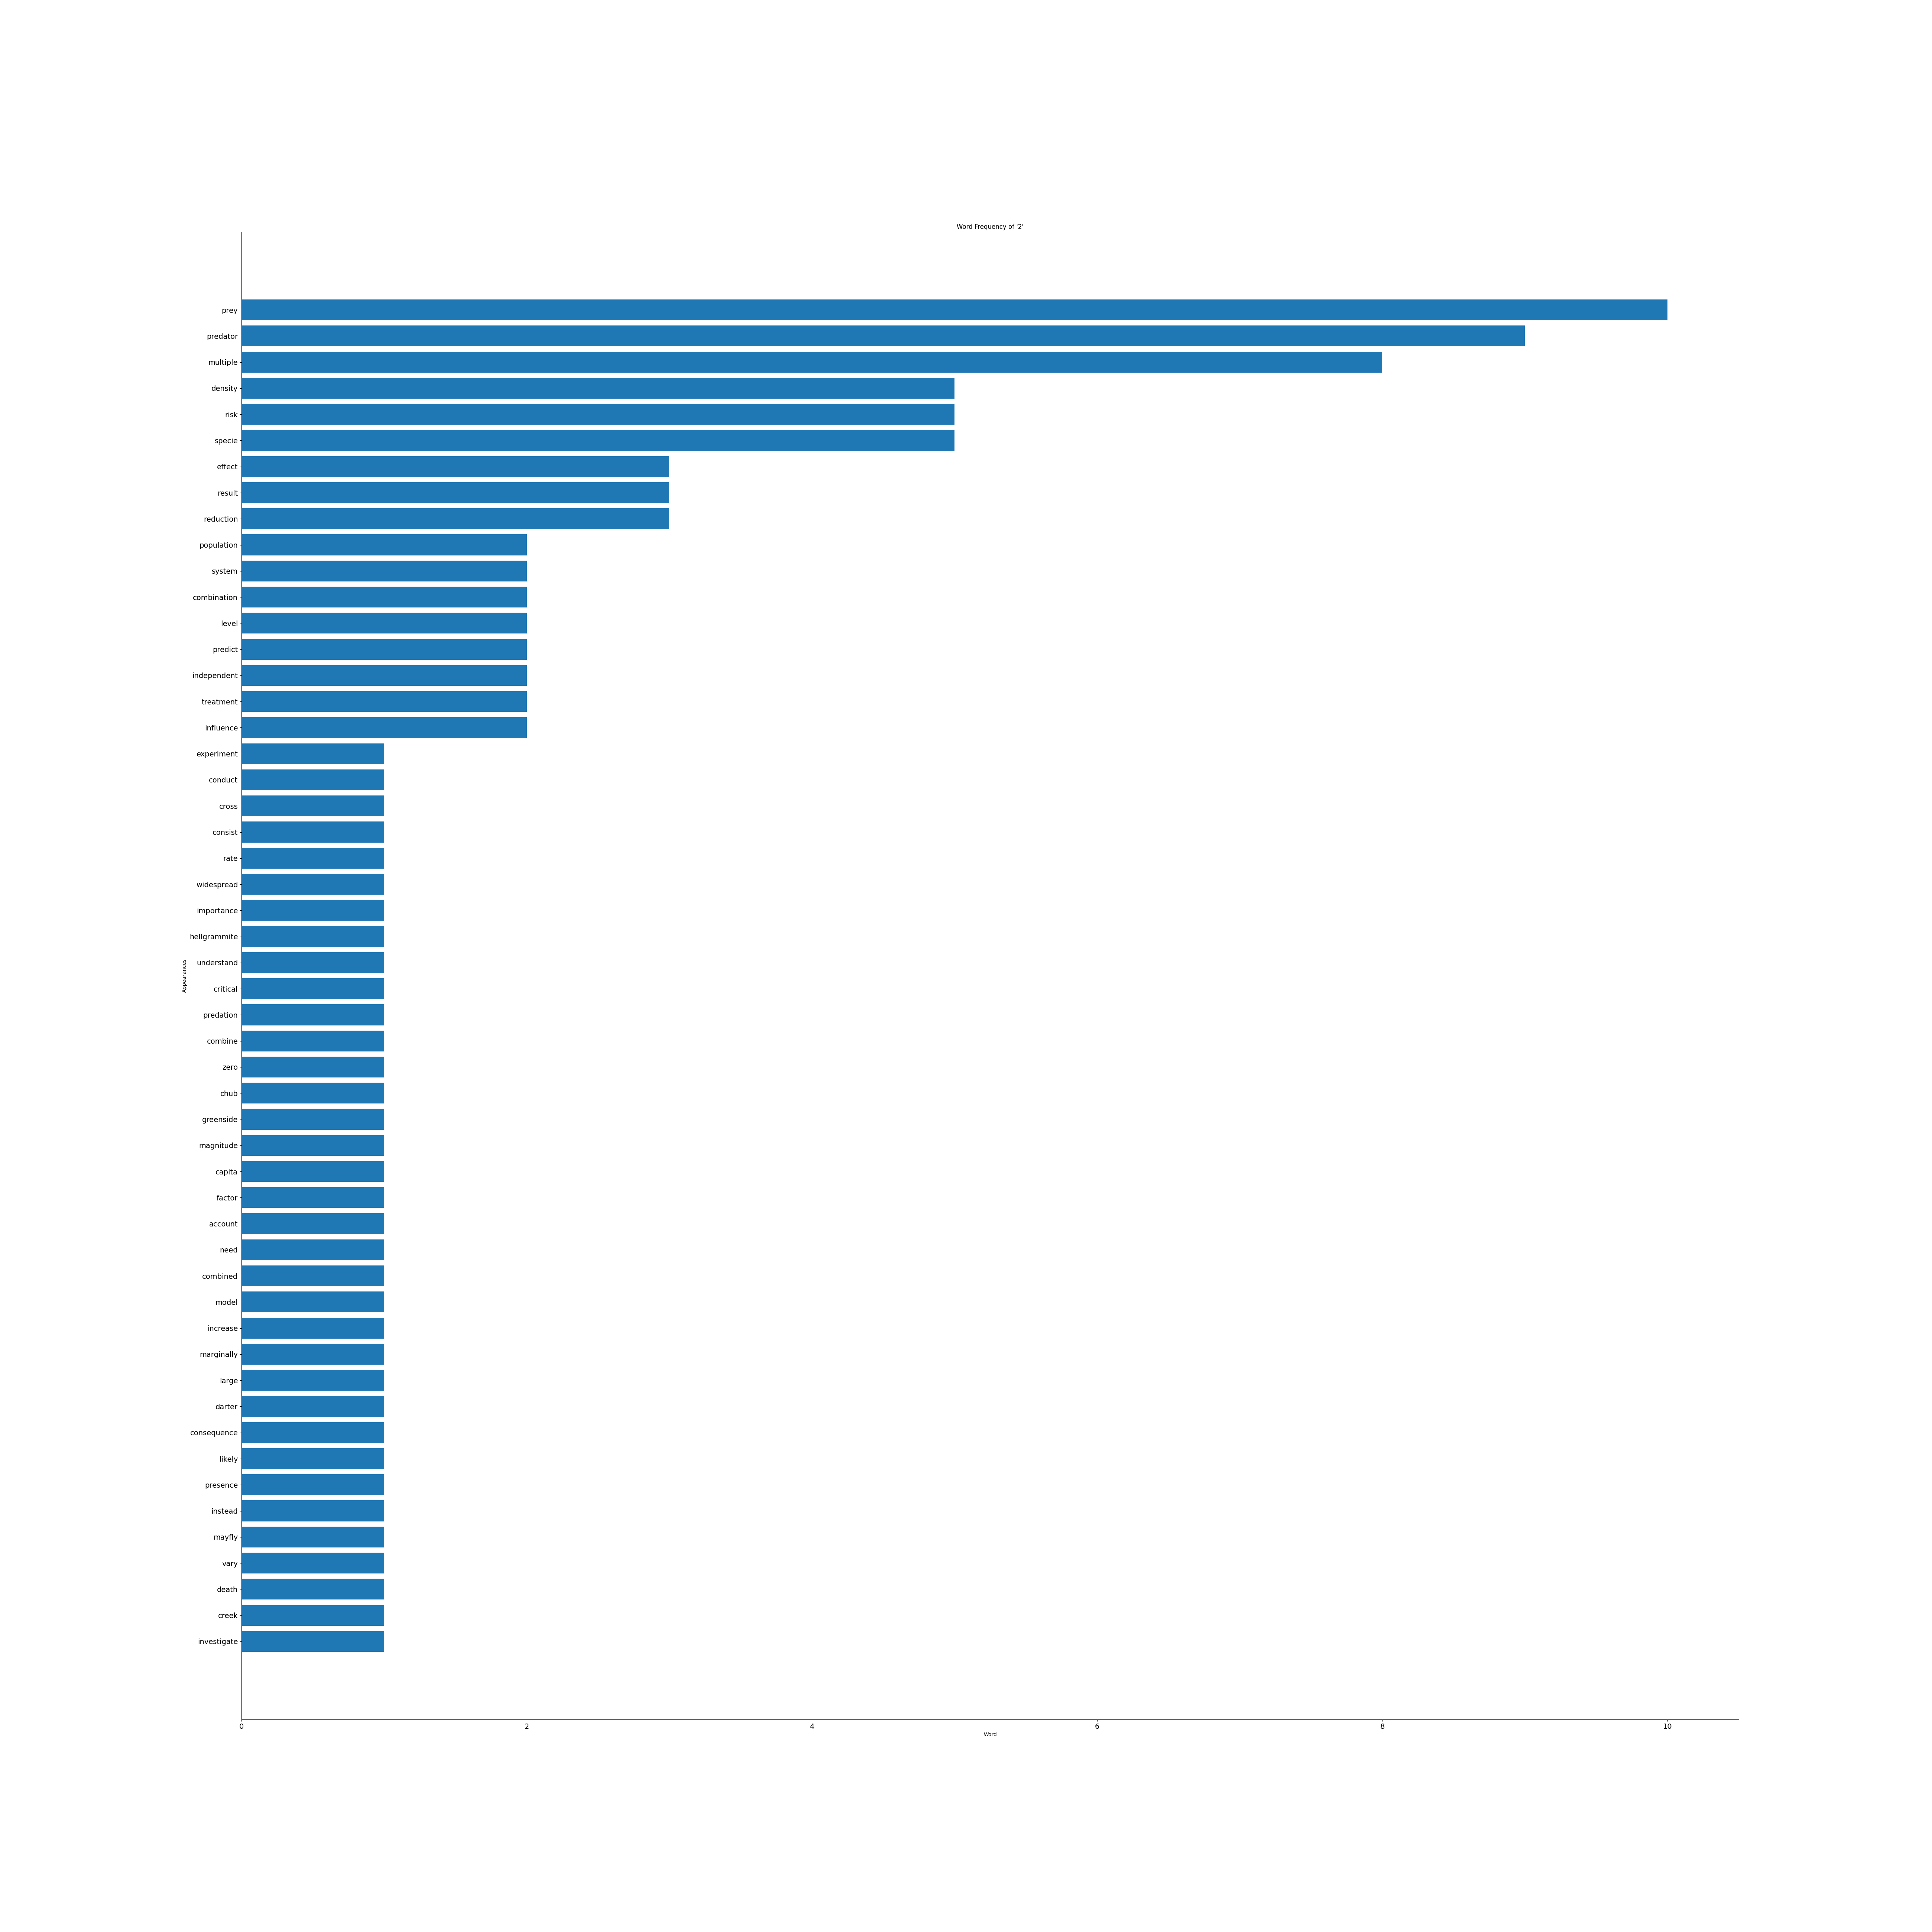 Word Frequency of '2'
prey
predator
multiple
density
risk
specie
effect
result
reduction
population
system
combination
level
predict
independent
treatment
influence
experiment
conduct
cross
consist
rate
widespread
importance
hellgrammite
understand
critical
predation
combine
zero
chub
greenside
magnitude
capita
factor
account
need
combined
model
increase
marginally
large
darter
consequence
likely
presence
instead
mayfly
vary
death
creek
investigate
Appearances
0 2 4 6 8 10
Word